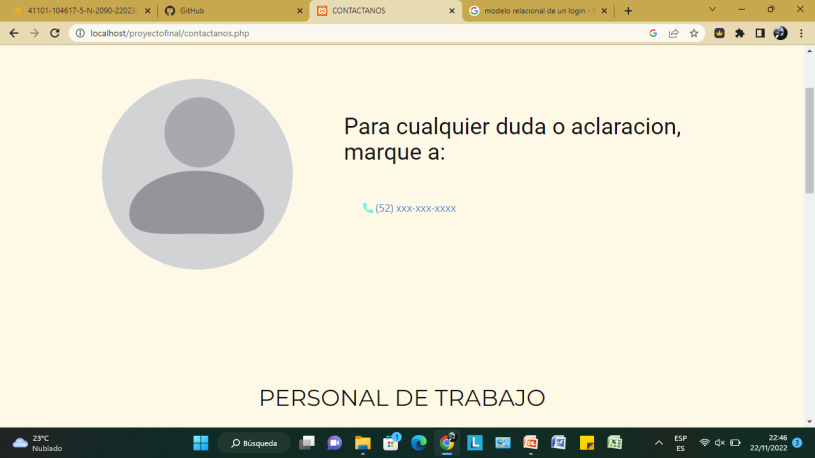 41101-104617-5-N-2090-22023
GitHub
CONTACTANOS
modelo relacional de un login -
localhost/proyectofinal/contactanos.php
Para cualquier duda o aclaracion,
marque a:
(52) xxx-xxx-xxxx
PERSONAL DE TRABAJO
23°C
Nublado
Búsqueda
1
L
ESP
ES
22:46
22/11/2022
3